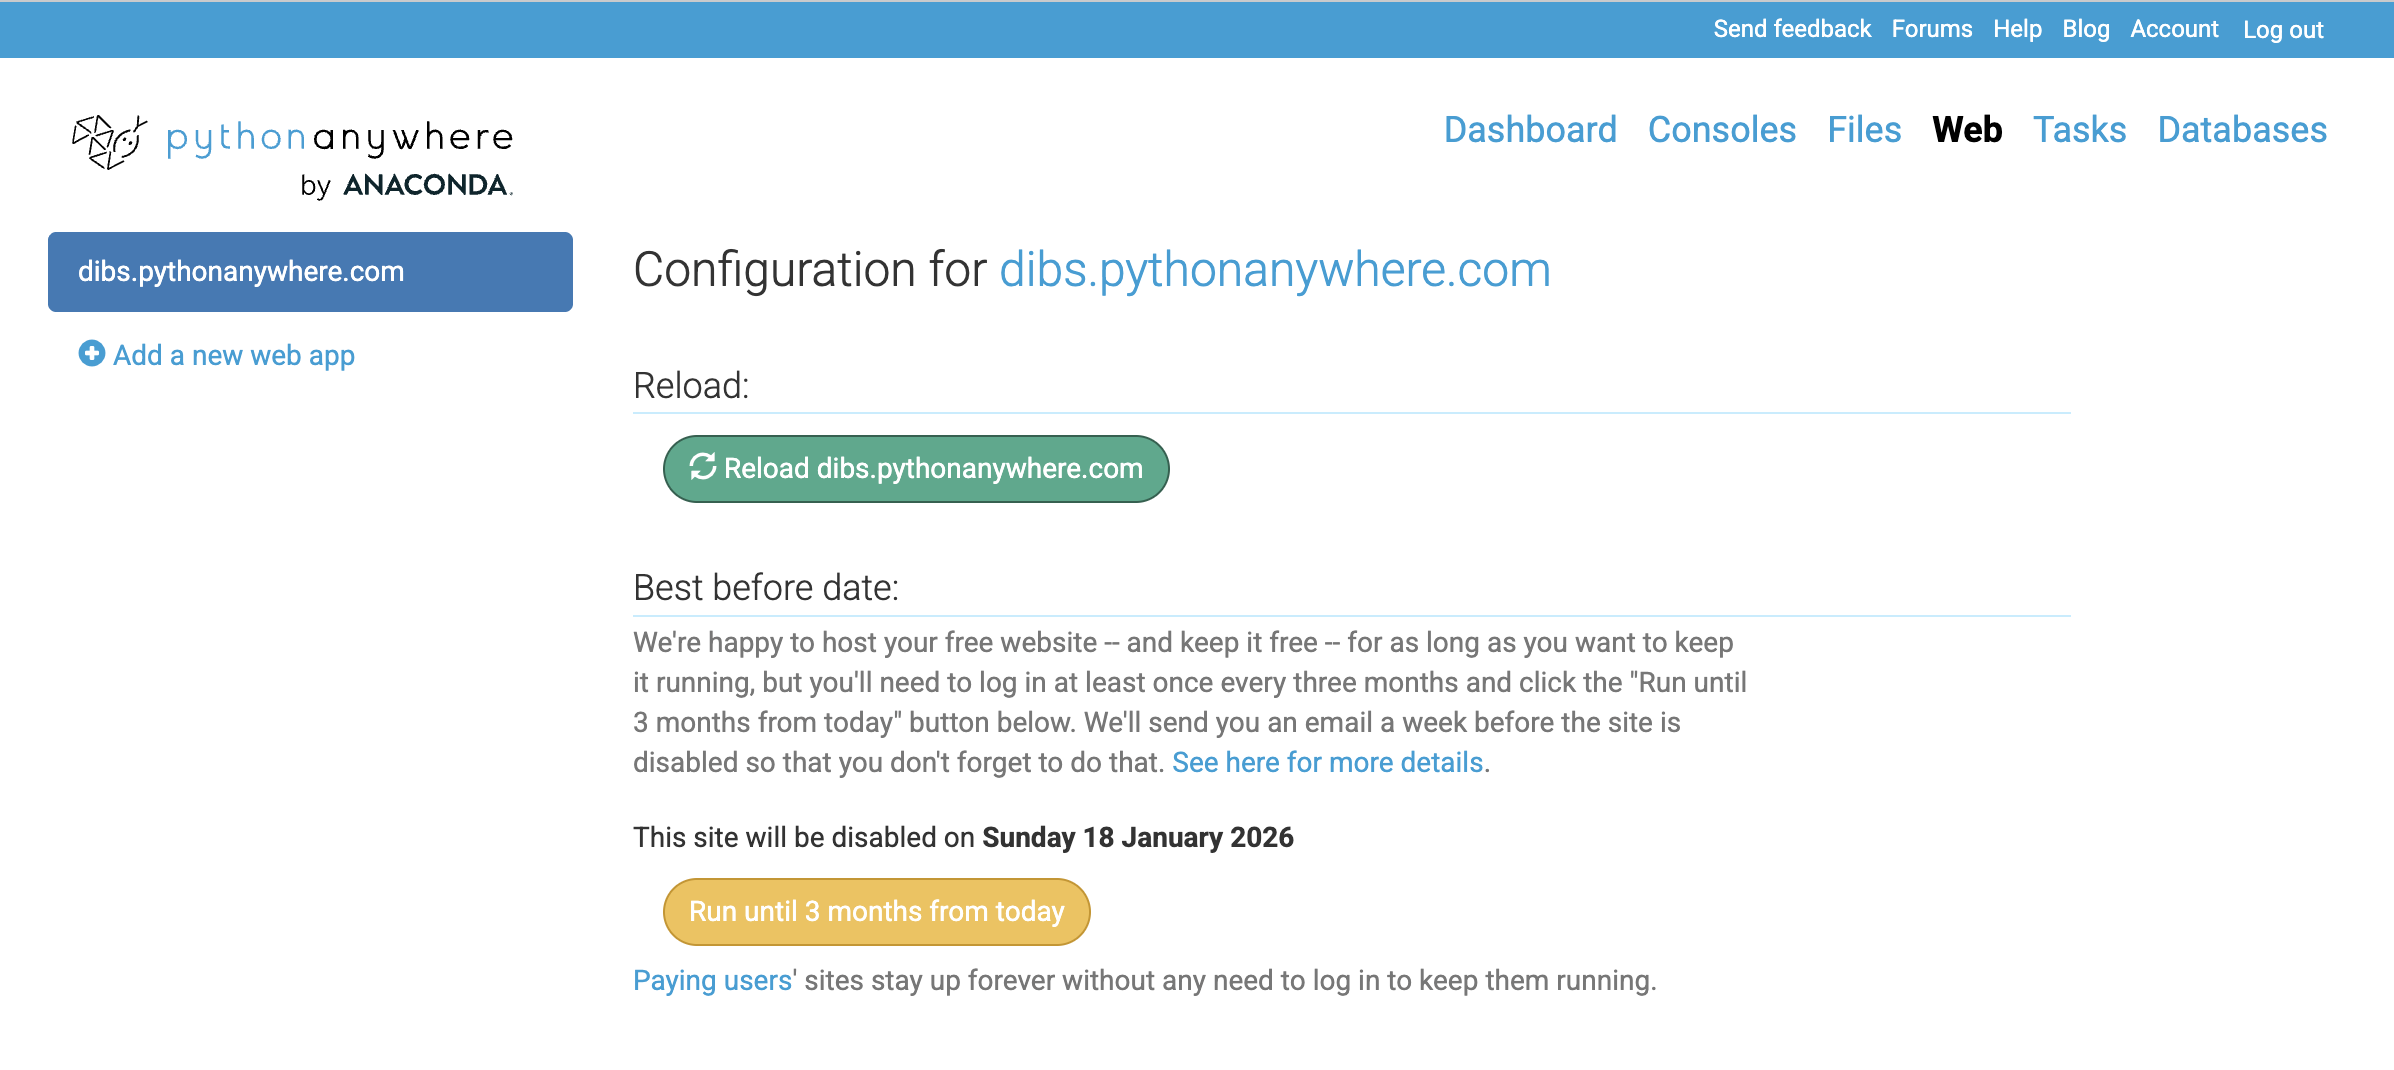 Send feedback Forums Help Blog Account Log out
pythonanywhere
by ANACONDA.
Dashboard Consoles Files Web Tasks Databases
dibs.pythonanywhere.com
Add a new web app
Configuration for dibs.pythonanywhere.com
Reload:
Reload dibs.pythonanywhere.com
Best before date:
We're happy to host your free website -- and keep it free -- for as long as you want to keep
it running, but you'll need to log in at least once every three months and click the "Run until
3 months from today" button below. We'll send you an email a week before the site is
disabled so that you don't forget to do that. See here for more details.
This site will be disabled on Sunday 18 January 2026
Run until 3 months from today
Paying users' sites stay up forever without any need to log in to keep them running.